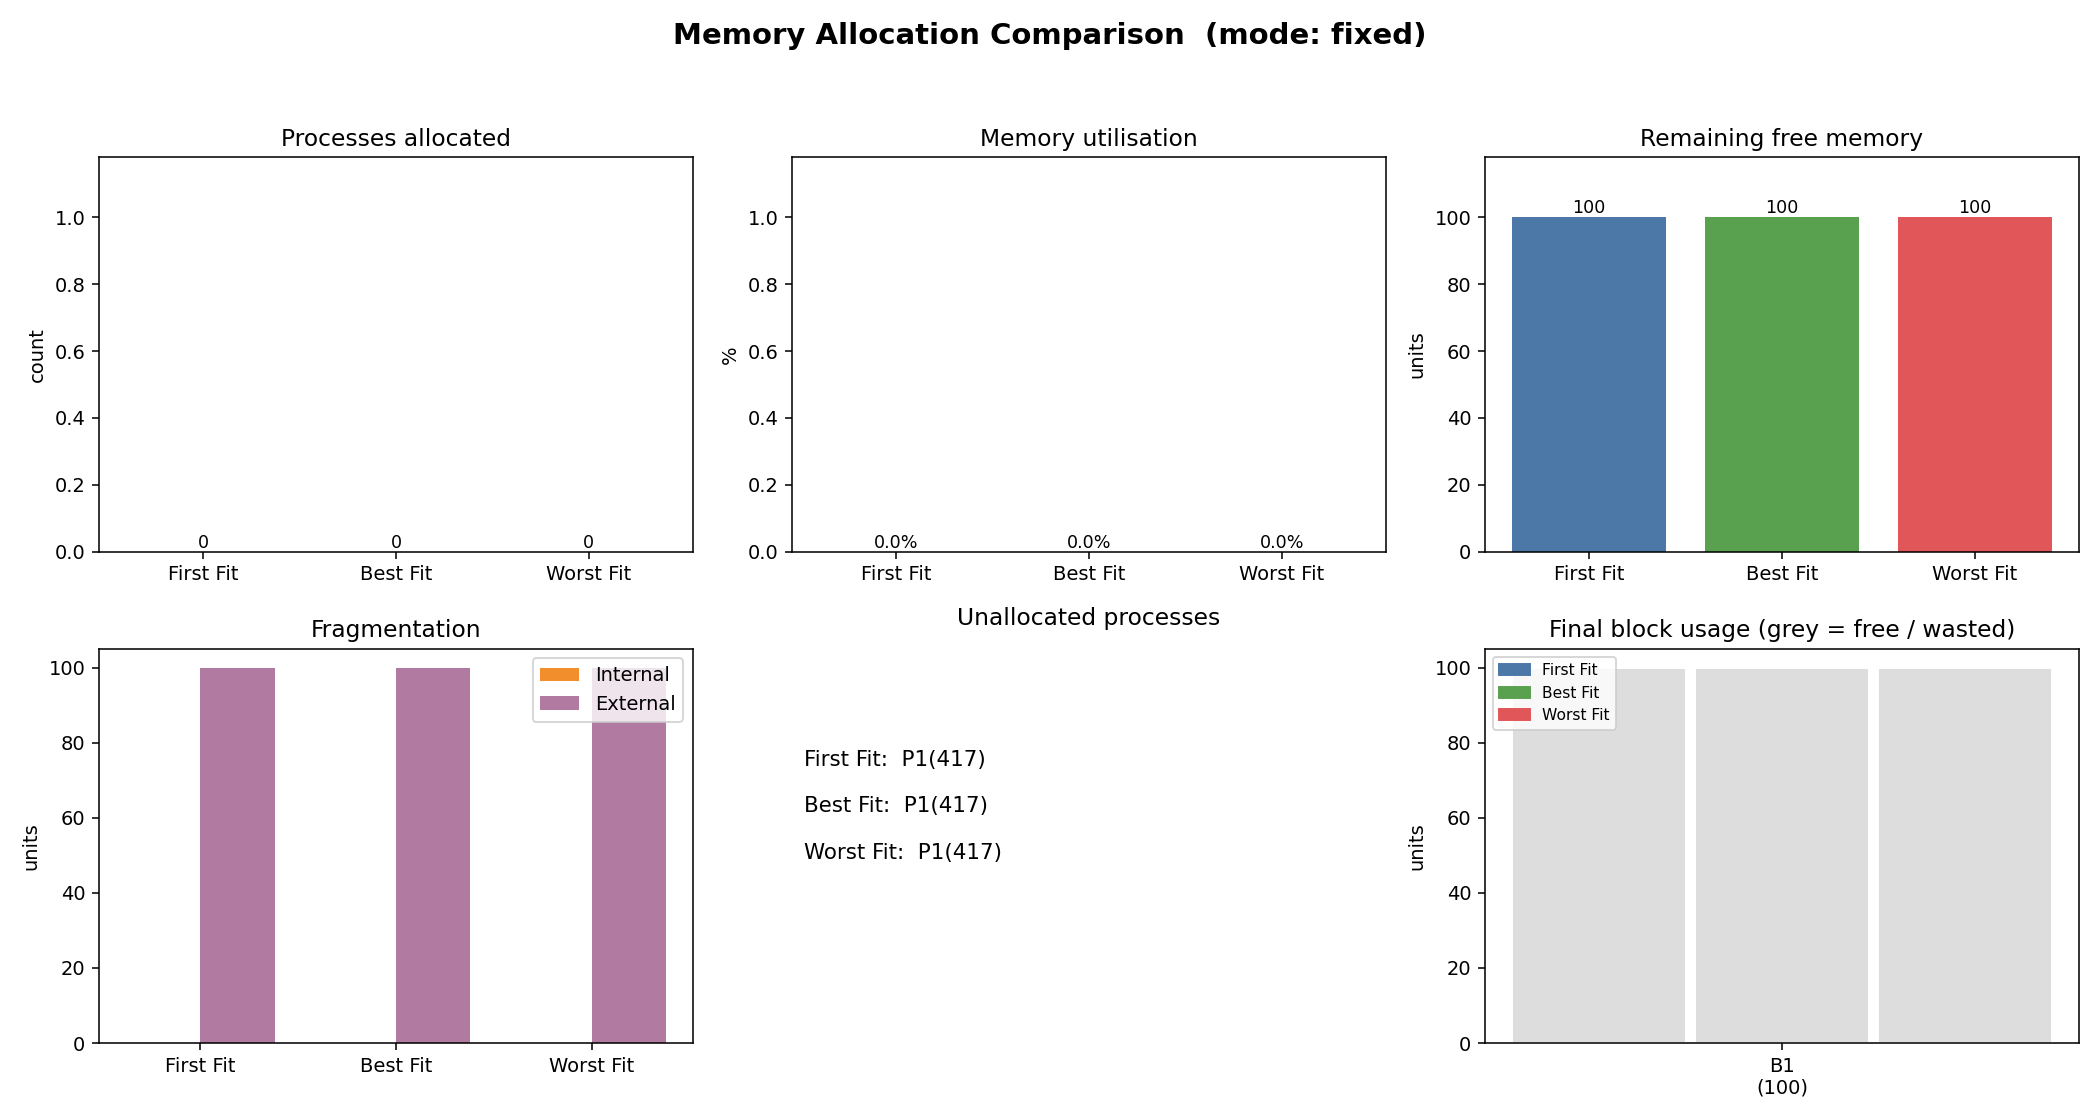 Memory Allocation Comparison  (mode: fixed)
Processes allocated
count
1.0
0.8
0.6
0.4
0.2
0.0
0
0
0
First Fit
Best Fit
Worst Fit
Memory utilisation
%
1.0
0.8
0.6
0.4
0.2
0.0
0.0%
0.0%
0.0%
First Fit
Best Fit
Worst Fit
Remaining free memory
units
100
80
60
40
20
0
100
100
100
First Fit
Best Fit
Worst Fit
Fragmentation
units
100
80
60
40
20
0
Internal
External
First Fit
Best Fit
Worst Fit
Unallocated processes
First Fit:  P1(417)
Best Fit:  P1(417)
Worst Fit:  P1(417)
Final block usage (grey = free / wasted)
units
100
80
60
40
20
0
First Fit
Best Fit
Worst Fit
B1
(100)